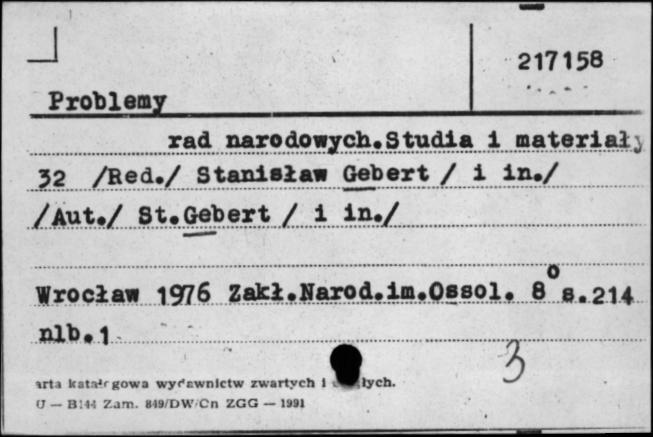 217158
Problemy
rad narodowych.Studia i materiały
32 /Red./ Stanisław Gebert / i in./
/Aut./ St.Gebert / i in./
Wrocław 1976 Zakł.Narod.im.Ossol. 8° s.214
nlb.1
3
arta katalogowa wydawnictw zwartych i
U — B144 Zam. 849/DW/Cn ZGG — 1991